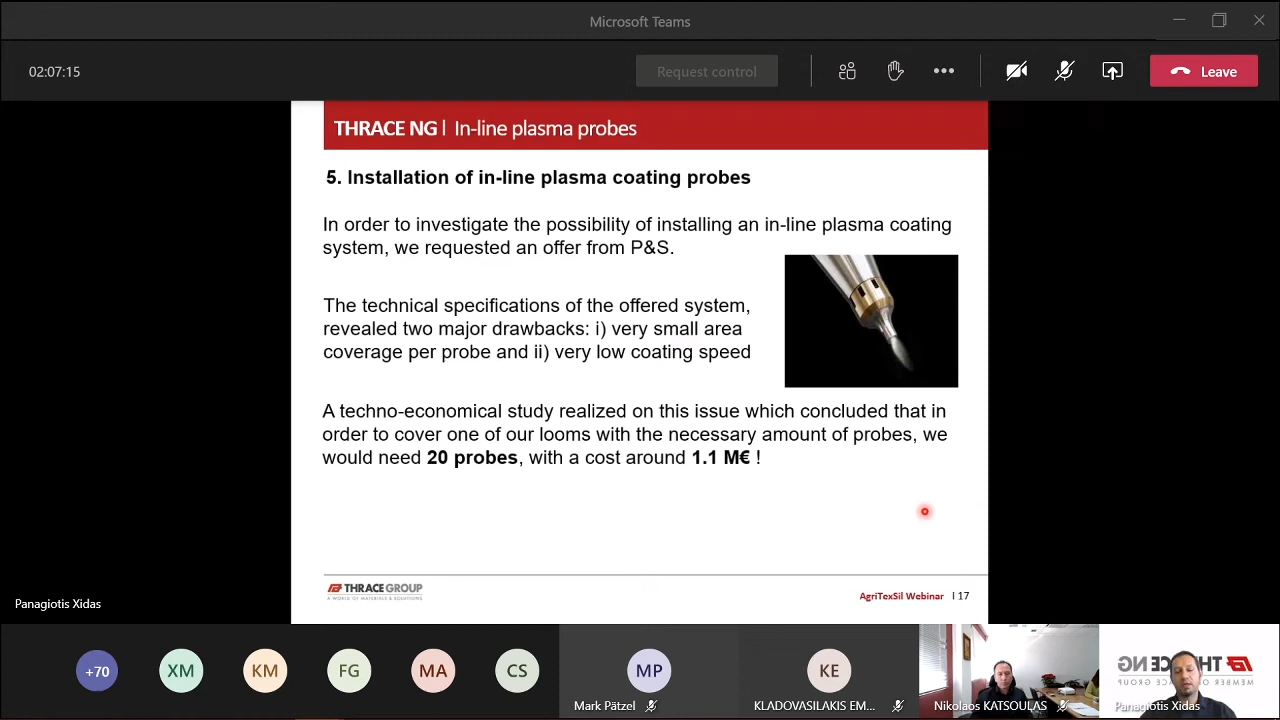 Microsoft Teams
02:07:15
Request control
Leave
THRACE NG | In-line plasma probes
5. Installation of in-line plasma coating probes
In order to investigate the possibility of installing an in-line plasma coating
system, we requested an offer from P&S.
The technical specifications of the offered system,
revealed two major drawbacks: i) very small area
coverage per probe and ii) very low coating speed
A techno-economical study realized on this issue which concluded that in
order to cover one of our looms with the necessary amount of probes, we
would need 20 probes, with a cost around 1.1 M€ !
THRACE GROUP
A WORLD OF MATERIALS & SOLUTIONS
AgriTexSil Webinar | 17
Panagiotis Xidas
+70
XM
KM
FG
MA
CS
MP
Mark Pätzel
KE
KLADOVASILAKIS EM...
Nikolaos KATSOULAS
THRACE NG
Panagiotis Xidas